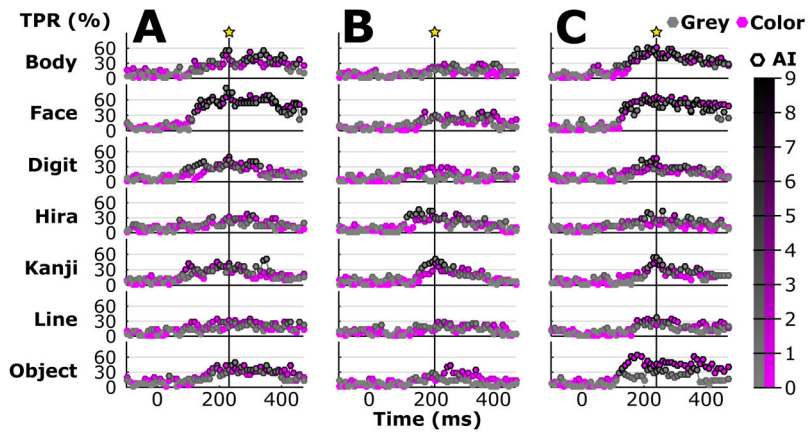 TPR (%)
A
B
C
Grey Color
AI
Body 60 30 0
Face 60 30 0
Digit 60 30 0
Hira 60 30 0
Kanji 60 30 0
Line 60 30 0
Object 60 30 0
9
8
7
6
5
4
3
2
1
0
0 200 400 0 200 400 0 200 400
Time (ms)